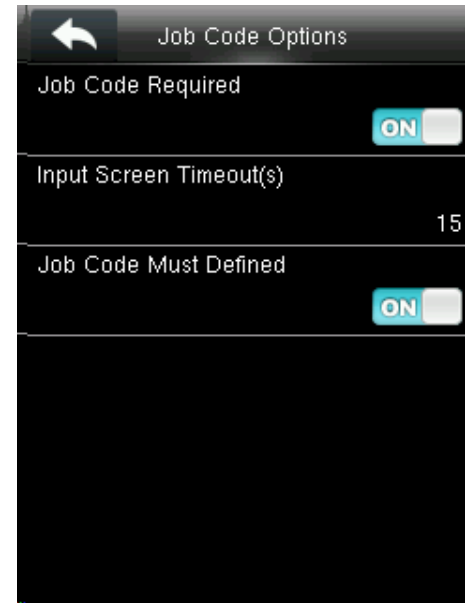 Job Code Options
Job Code Required
ON
Input Screen Timeout(s)
15
Job Code Must Defined
ON